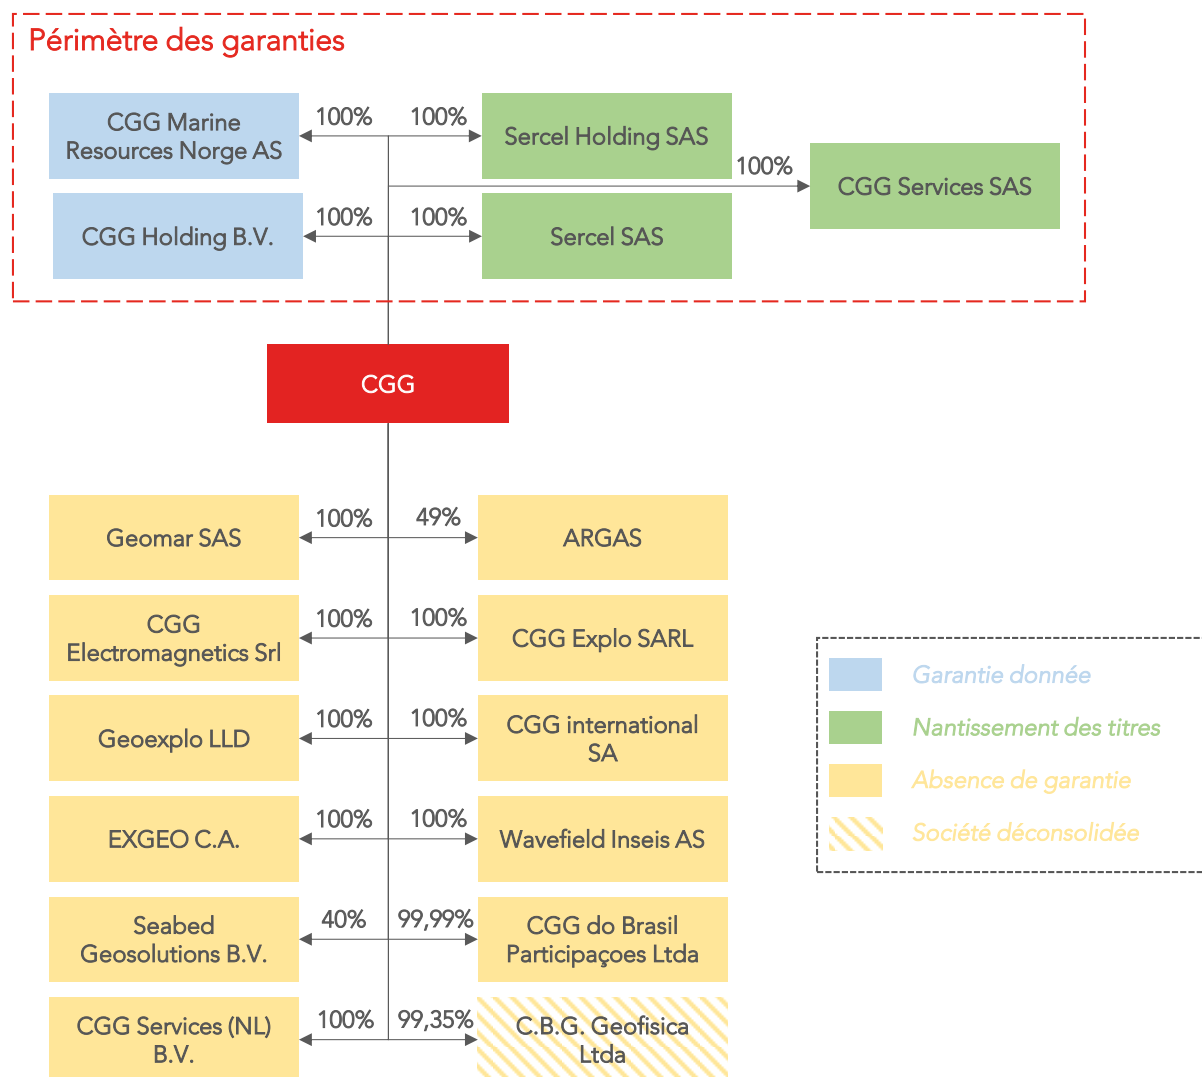 Périmètre des garanties
CGG Marine
Resources Norge AS
100%
100%
Sercel Holding SAS
100%
CGG Services SAS
CGG Holding B.V.
100%
100%
Sercel SAS
CGG
Geomar SAS
100%
49%
ARGAS
CGG
Electromagnetics Srl
100%
100%
CGG Explo SARL
Geoexplo LLD
100%
100%
CGG international
SA
EXGEO C.A.
100%
100%
Wavefield Inseis AS
Seabed
Geosolutions B.V.
40%
99,99%
CGG do Brasil
Participaçoes Ltda
CGG Services (NL)
B.V.
100%
99,35%
C.B.G. Geofisica
Ltda
Garantie donnée
Nantissement des titres
Absence de garantie
Société déconsolidée